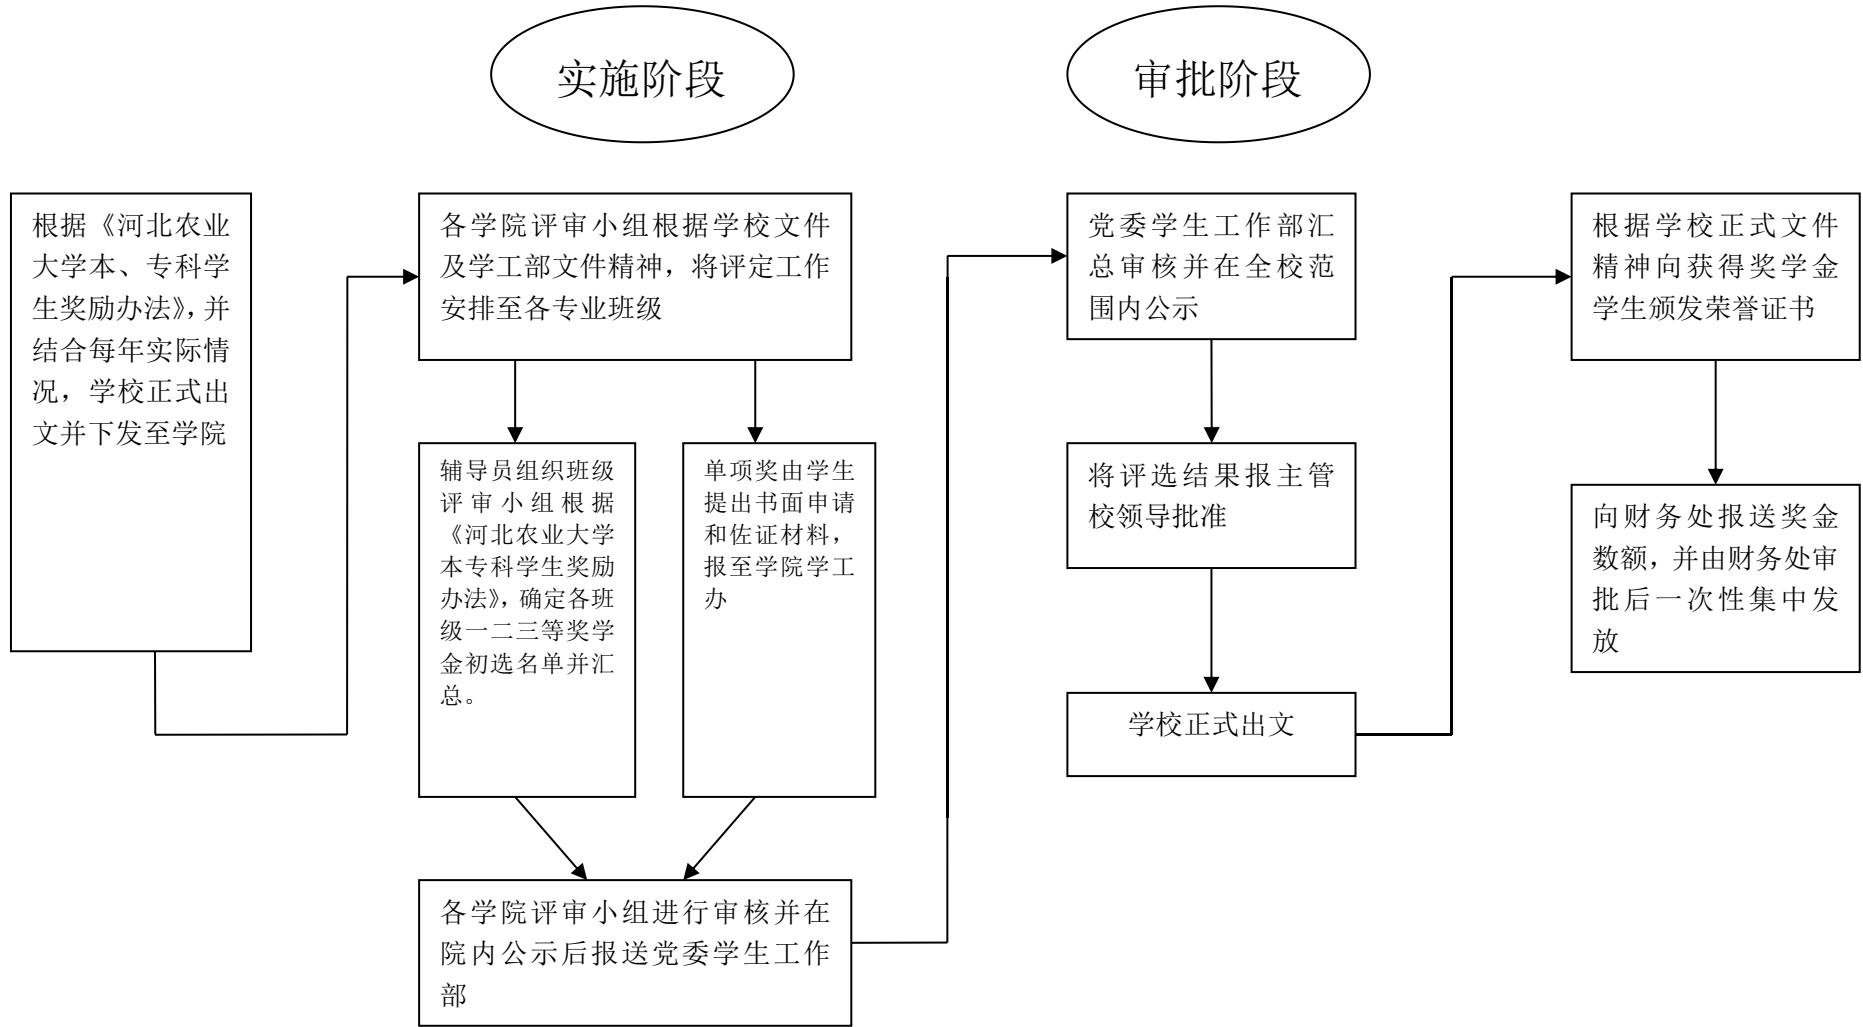 实施阶段
审批阶段
根据《河北农业
大学本、专科学
生奖励办法》，并
结合每年实际情
况，学校正式出
文并下发至学院
各学院评审小组根据学校文件
及学工部文件精神，将评定工作
安排至各专业班级
辅导员组织班级
评审小组根据
《河北农业大学
本专科学生奖励
办法》，确定各班
级一二三等奖学
金初选名单并汇
总。
单项奖由学生
提出书面申请
和佐证材料，
报至学院学工
办
各学院评审小组进行审核并在
院内公示后报送党委学生工作
部
党委学生工作部汇
总审核并在全校范
围内公示
将评选结果报主管
校领导批准
学校正式出文
根据学校正式文件
精神向获得奖学金
学生颁发荣誉证书
向财务处报送奖金
数额，并由财务处审
批后一次性集中发
放